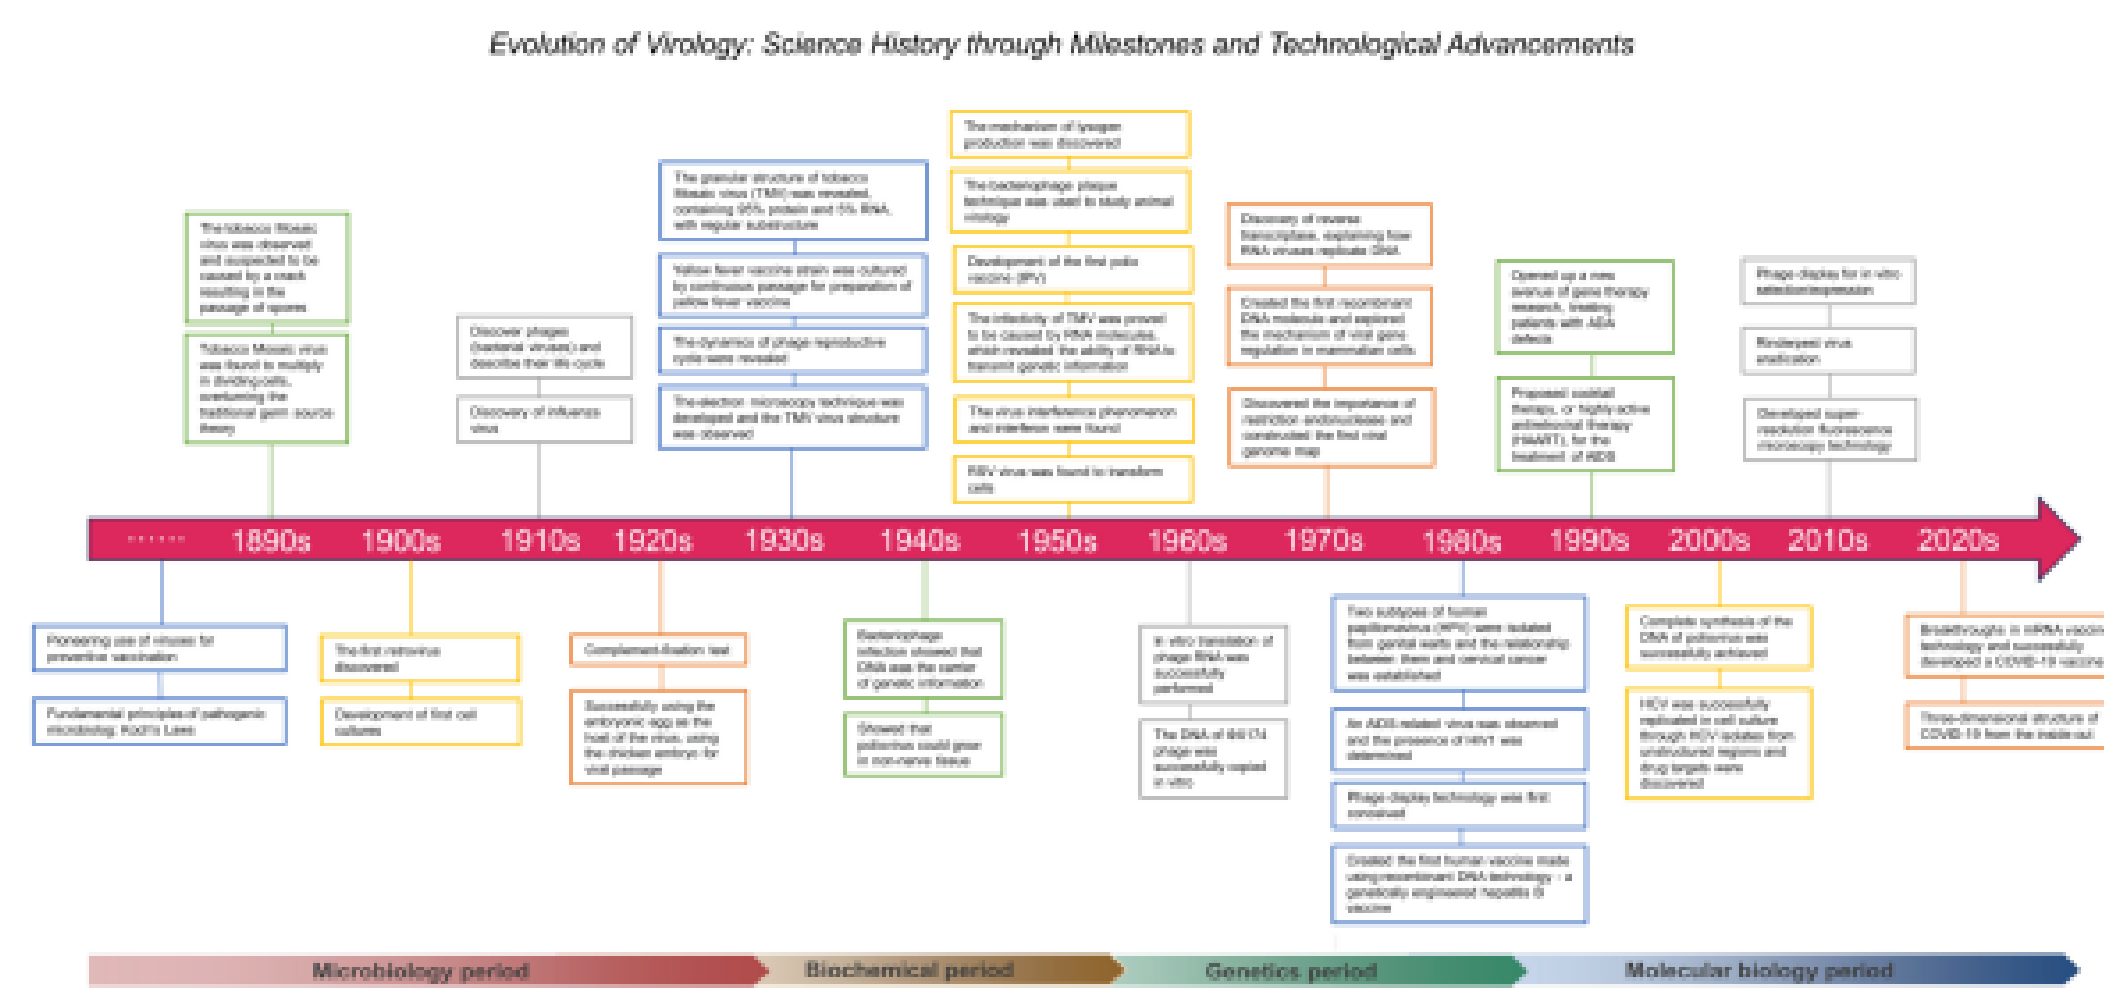 Evolution of Virology: Science History through Milestones and Technological Advancements
The mechanism of lysogen
production was discovered
The bacteriophage plaque
technique was used to study animal
virology
Development of the first polio
vaccine (IPV)
The infectivity of TMV was proved
to be caused by RNA molecules,
which revealed the ability of RNA to
transmit genetic information
The virus interference phenomenon
and interferon were found
RSV virus was found to transform
cells
The granular structure of tobacco
Mosaic virus (TMV) was revealed,
containing 95% protein and 5% RNA,
with regular substructure
Yellow fever vaccine strain was cultured
by continuous passage for preparation of
yellow fever vaccine
The dynamics of phage reproductive
cycle were revealed
The electron microscopy technique was
developed and the TMV virus structure
was observed
The tobacco Mosaic
virus was observed
and suspected to be
caused by a crack
resulting in the
passage of spores
Tobacco Mosaic virus
was found to multiply
in dividing cells,
overturning the
traditional germ source
theory
Discover phages
(bacterial viruses) and
describe their life cycle
Discovery of influenza
virus
Discovery of reverse
transcriptase, explaining how
RNA viruses replicate DNA
Created the first recombinant
DNA molecule and explored
the mechanism of viral gene
regulation in mammalian cells
Discovered the importance of
restriction endonuclease and
constructed the first viral
genome map
Opened up a new
avenue of gene therapy
research, treating
patients with ADA
defects
Proposed cocktail
therapy, or highly active
antiretroviral therapy
(HAART), for the
treatment of AIDS
Phage display for in vitro
selection/expression
Rinderpest virus
eradication
Developed super-
resolution fluorescence
microscopy technology
......
1890s
1900s
1910s
1920s
1930s
1940s
1950s
1960s
1970s
1980s
1990s
2000s
2010s
2020s
Pioneering use of viruses for
preventive vaccination
Fundamental principles of pathogenic
microbiolog: Koch's Laws
The first retrovirus
discovered
Development of first cell
cultures
Complement-fixation test
Successfully using the
embryonic egg as the
host of the virus, using
the chicken embryo for
viral passage
Bacteriophage
infection showed that
DNA was the carrier
of genetic information
Showed that
poliovirus could grow
in non-nerve tissue
In vitro translation of
phage RNA was
successfully
performed
The DNA of ΦX174
phage was
successfully copied
in vitro
Two subtypes of human
papillomavirus (HPV) were isolated
from genital warts and the relationship
between them and cervical cancer
was established
An AIDS-related virus was observed
and the presence of HIV1 was
determined
Phage display technology was first
conceived
Created the first human vaccine made
using recombinant DNA technology - a
genetically engineered hepatitis B
vaccine
Complete synthesis of the
DNA of poliovirus was
successfully achieved
HCV was successfully
replicated in cell culture
through HCV isolates from
unstructured regions and
drug targets were
discovered
Breakthroughs in mRNA vaccine
technology and successfully
developed a COVID-19 vaccine
Three-dimensional structure of
COVID-19 from the inside out
Microbiology period
Biochemical period
Genetics period
Molecular biology period